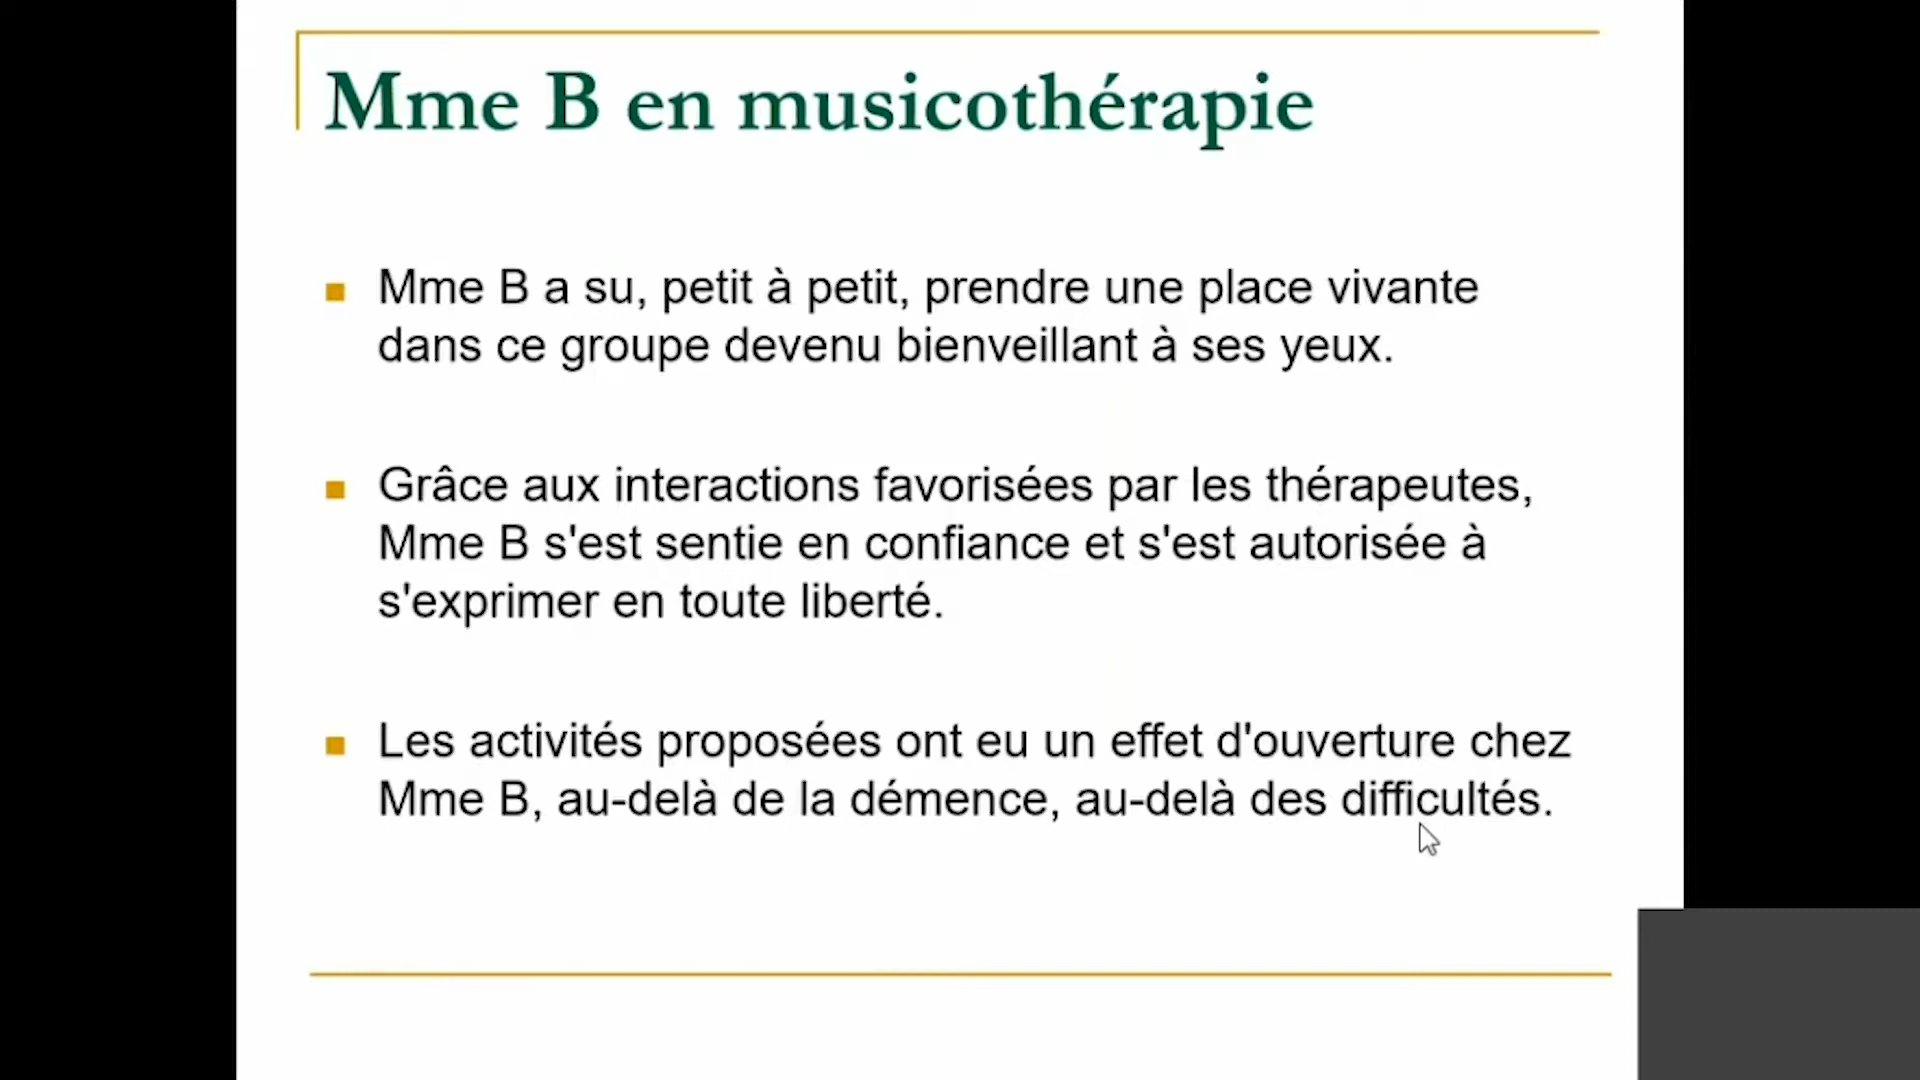 Mme B en musicothérapie
Mme B a su, petit à petit, prendre une place vivante
dans ce groupe devenu bienveillant à ses yeux.
Grâce aux interactions favorisées par les thérapeutes,
Mme B s'est sentie en confiance et s'est autorisée à
s'exprimer en toute liberté.
Les activités proposées ont eu un effet d'ouverture chez
Mme B, au-delà de la démence, au-delà des difficultés.